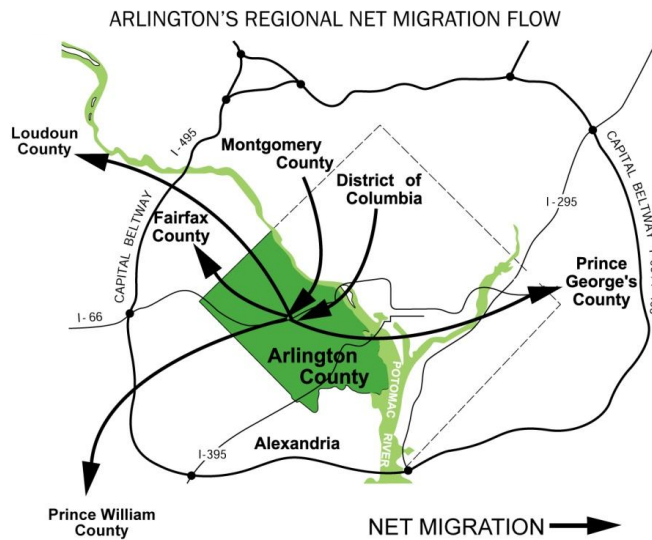 ARLINGTON'S REGIONAL NET MIGRATION FLOW
Loudoun
County
I-495
Montgomery
County
District of
Columbia
CAPITAL BELTWAY
I-295
Fairfax
County
CAPITAL BELTWAY
Prince
George's
County
I-66
Arlington
County
POTOMAC
RIVER
I-395
Alexandria
Prince William
County
NET MIGRATION